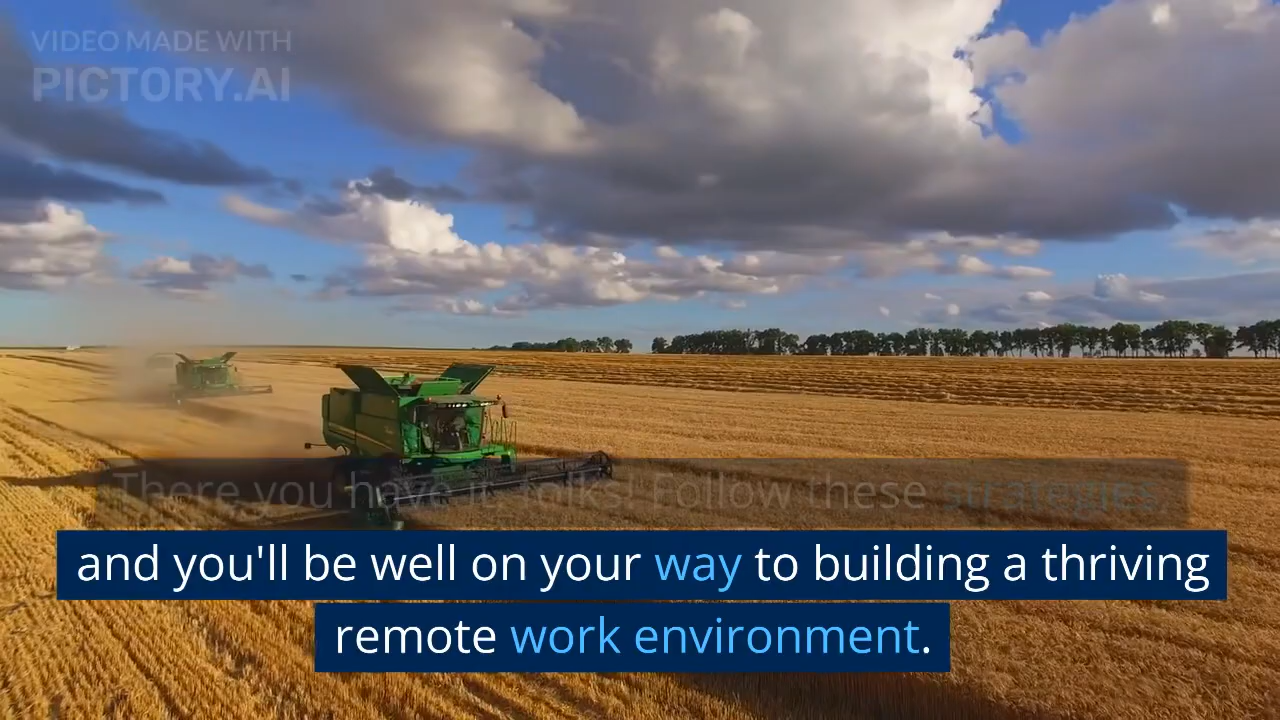 VIDEO MADE WITH
PICTORY.AI
There you have it, folks! Follow these strategies,
and you'll be well on your way to building a thriving
remote work environment.